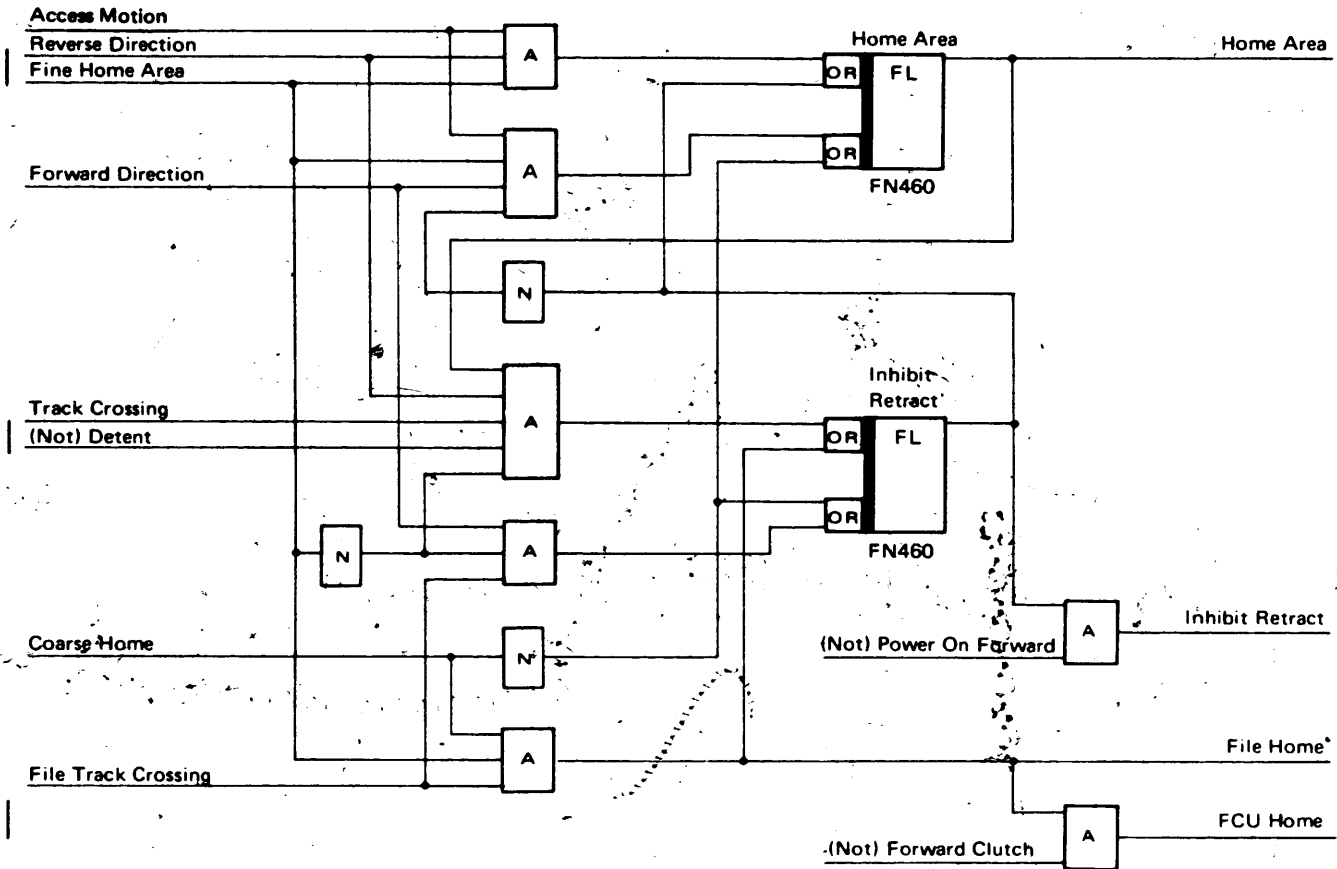 Access Motion
Reverse Direction
Fine Home Area
Forward Direction
Track Crossing
(Not) Detent
Coarse Home
File Track Crossing
A
A
N
A
N
A
N
A
Home Area
OR
FL
OR
FN460
Inhibit
Retract
OR
FL
OR
FN460
Home Area
A
Inhibit Retract
(Not) Power On Forward
File Home
A
FCU Home
(Not) Forward Clutch